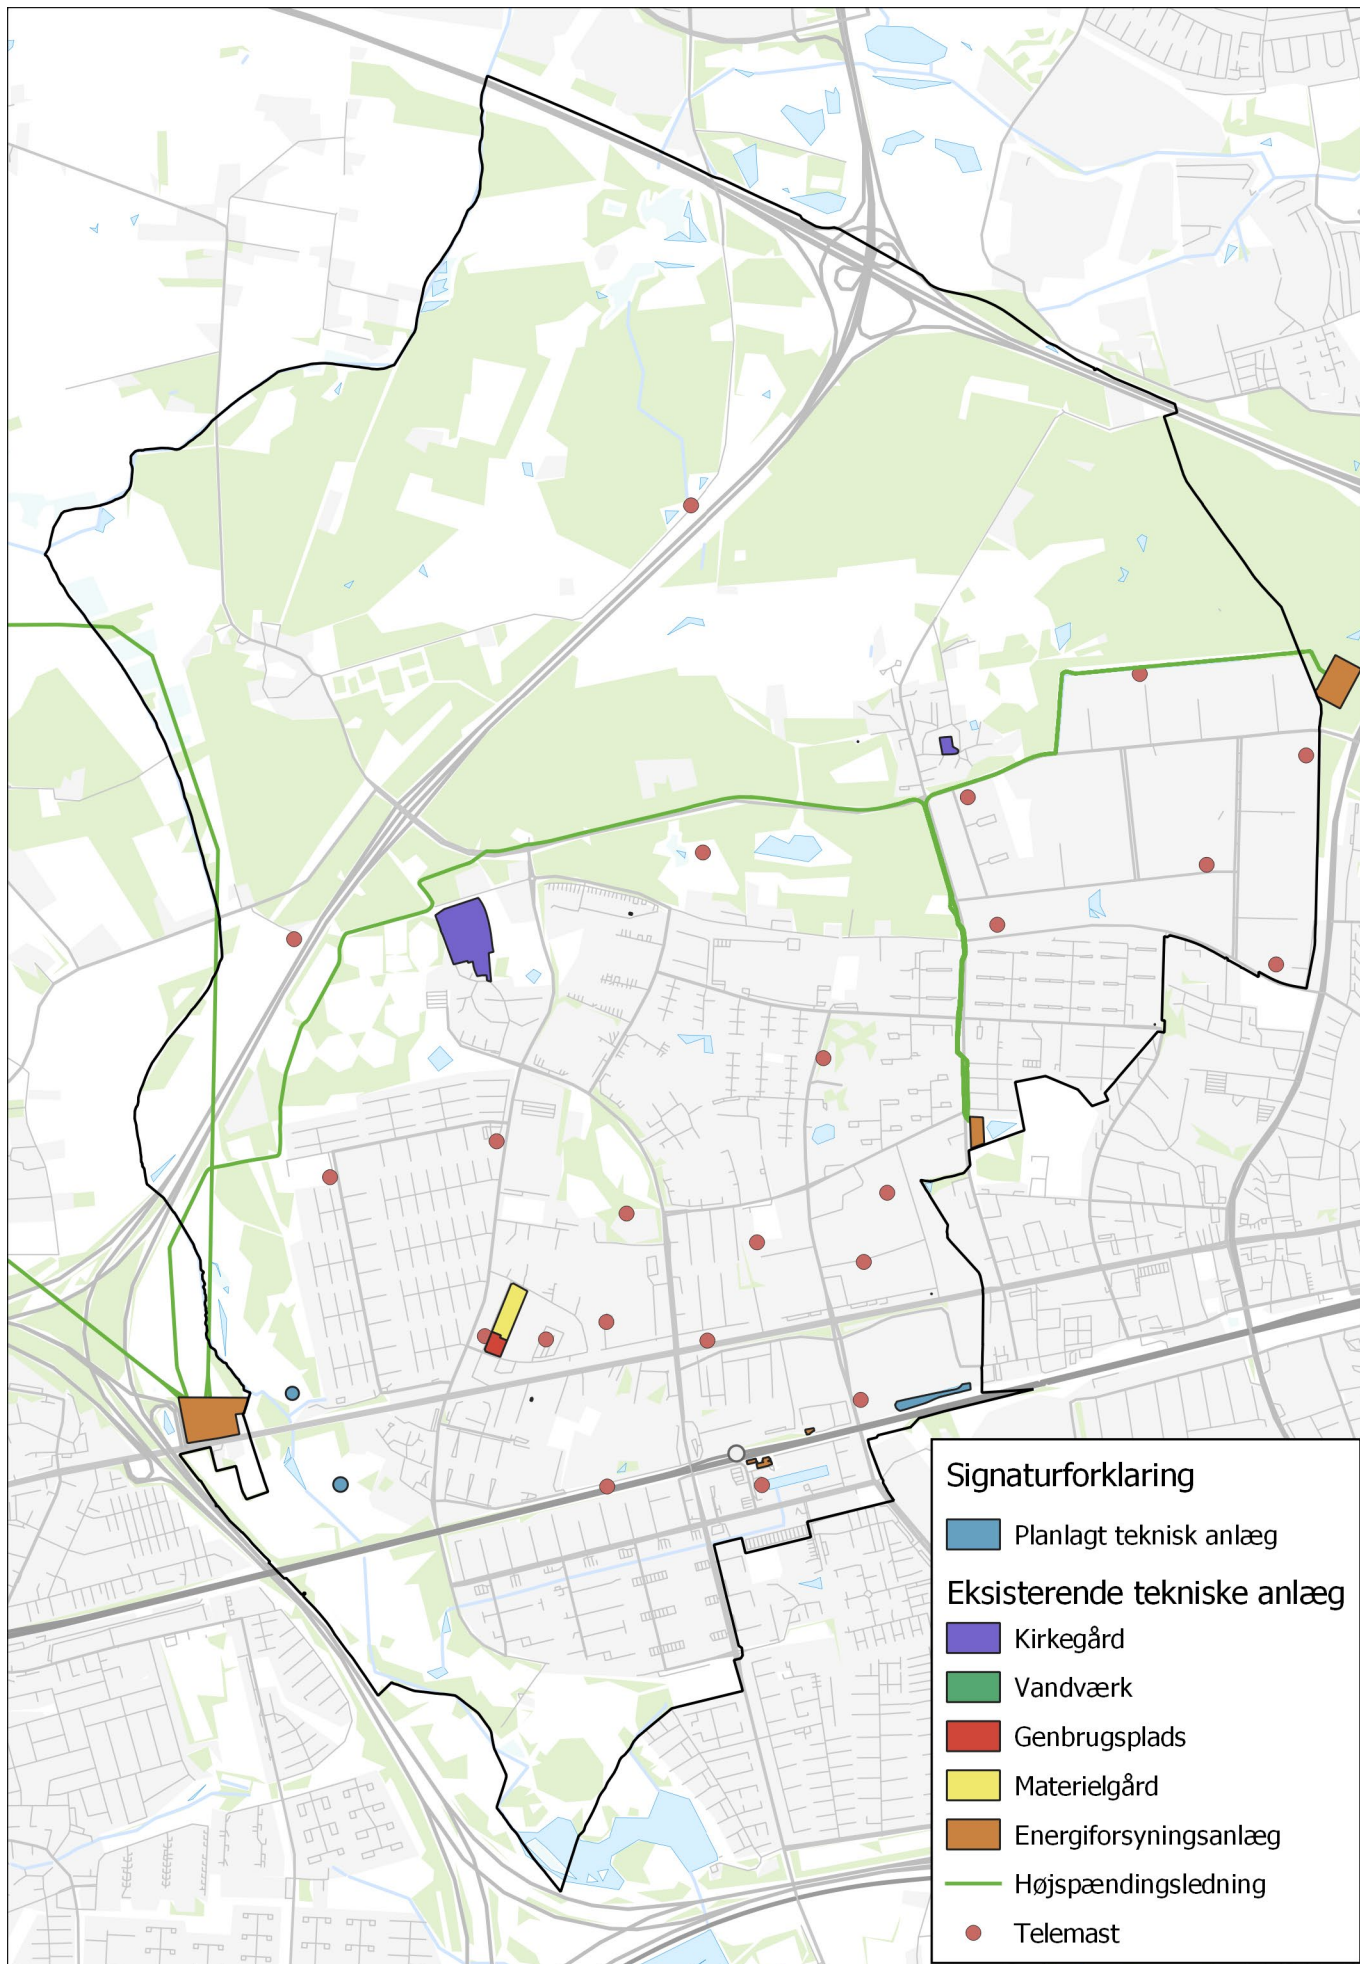 Signaturforklaring
Planlagt teknisk anlæg
Eksisterende tekniske anlæg
Kirkegård
Vandværk
Genbrugsplads
Materielgård
Energiforsyningsanlæg
Højspændingsledning
Telemast